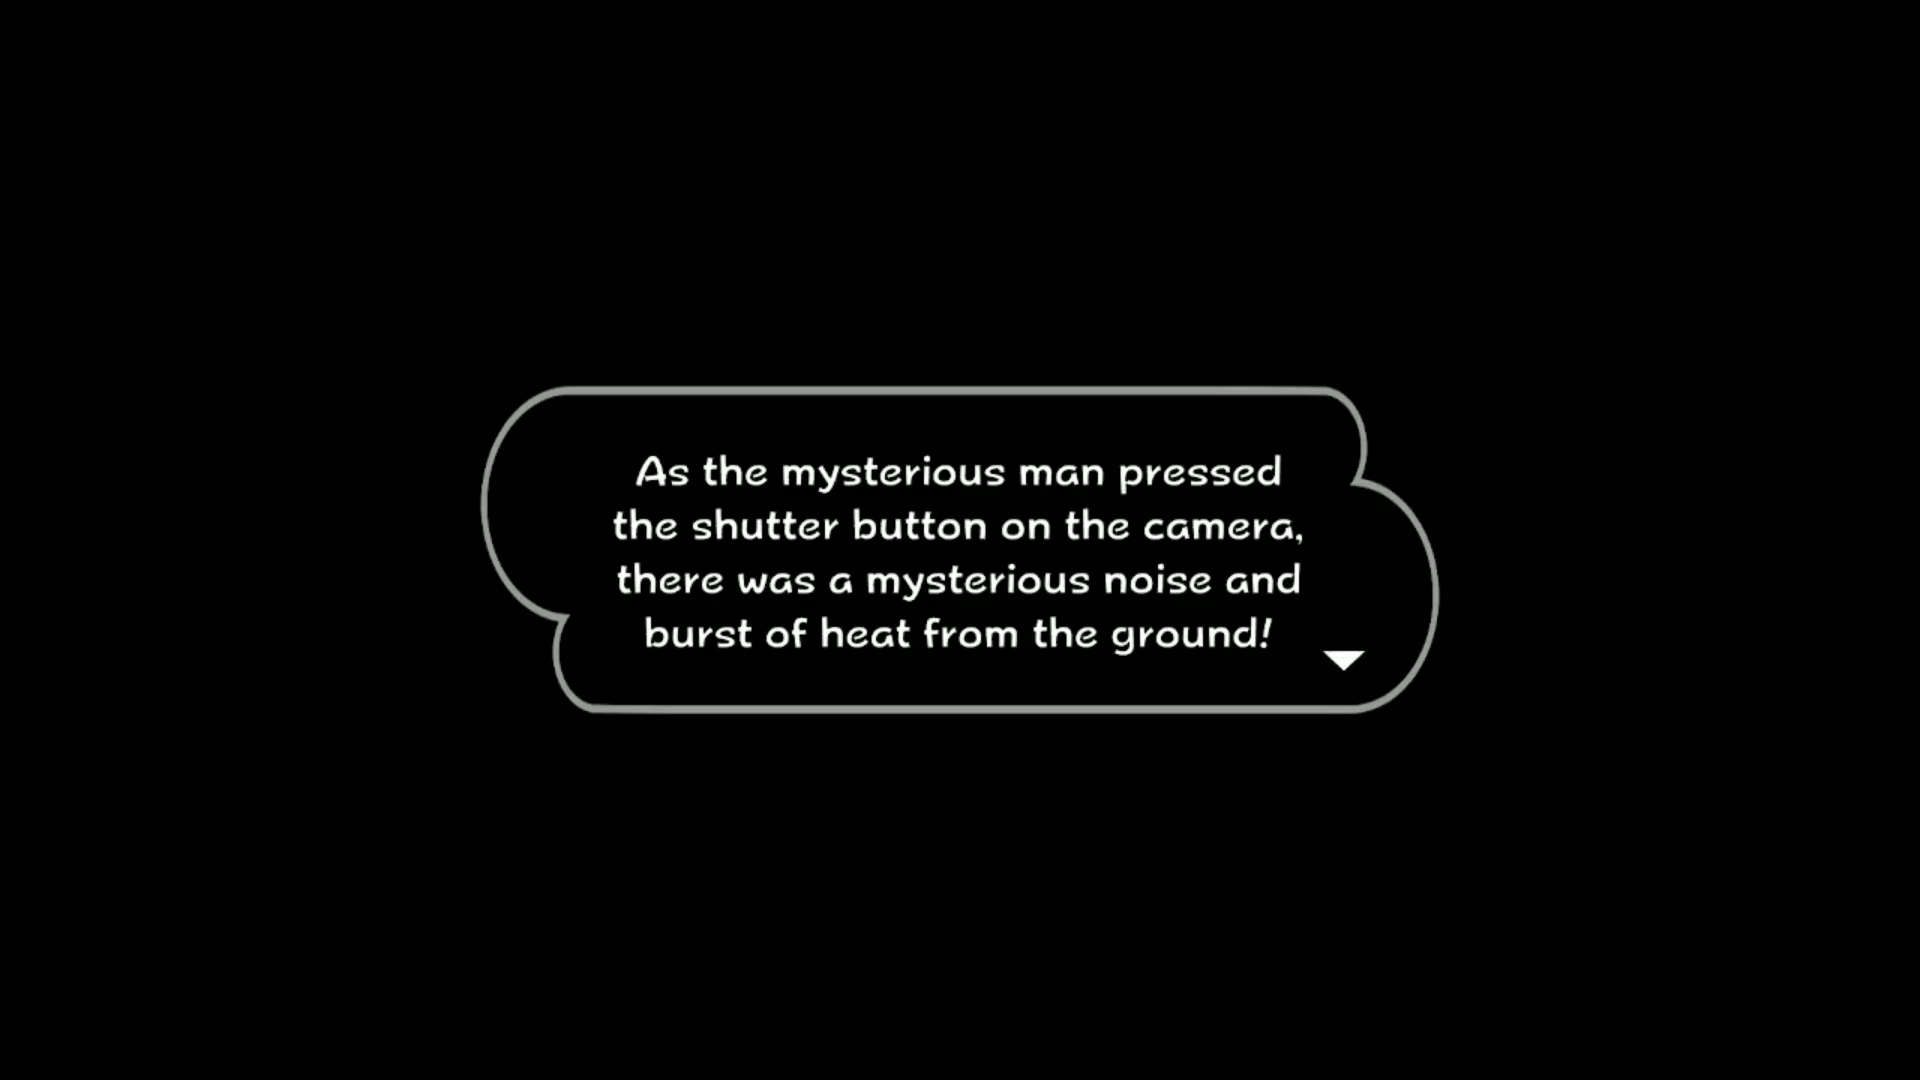 As the mysterious man pressed
the shutter button on the camera,
there was a mysterious noise and
burst of heat from the ground!